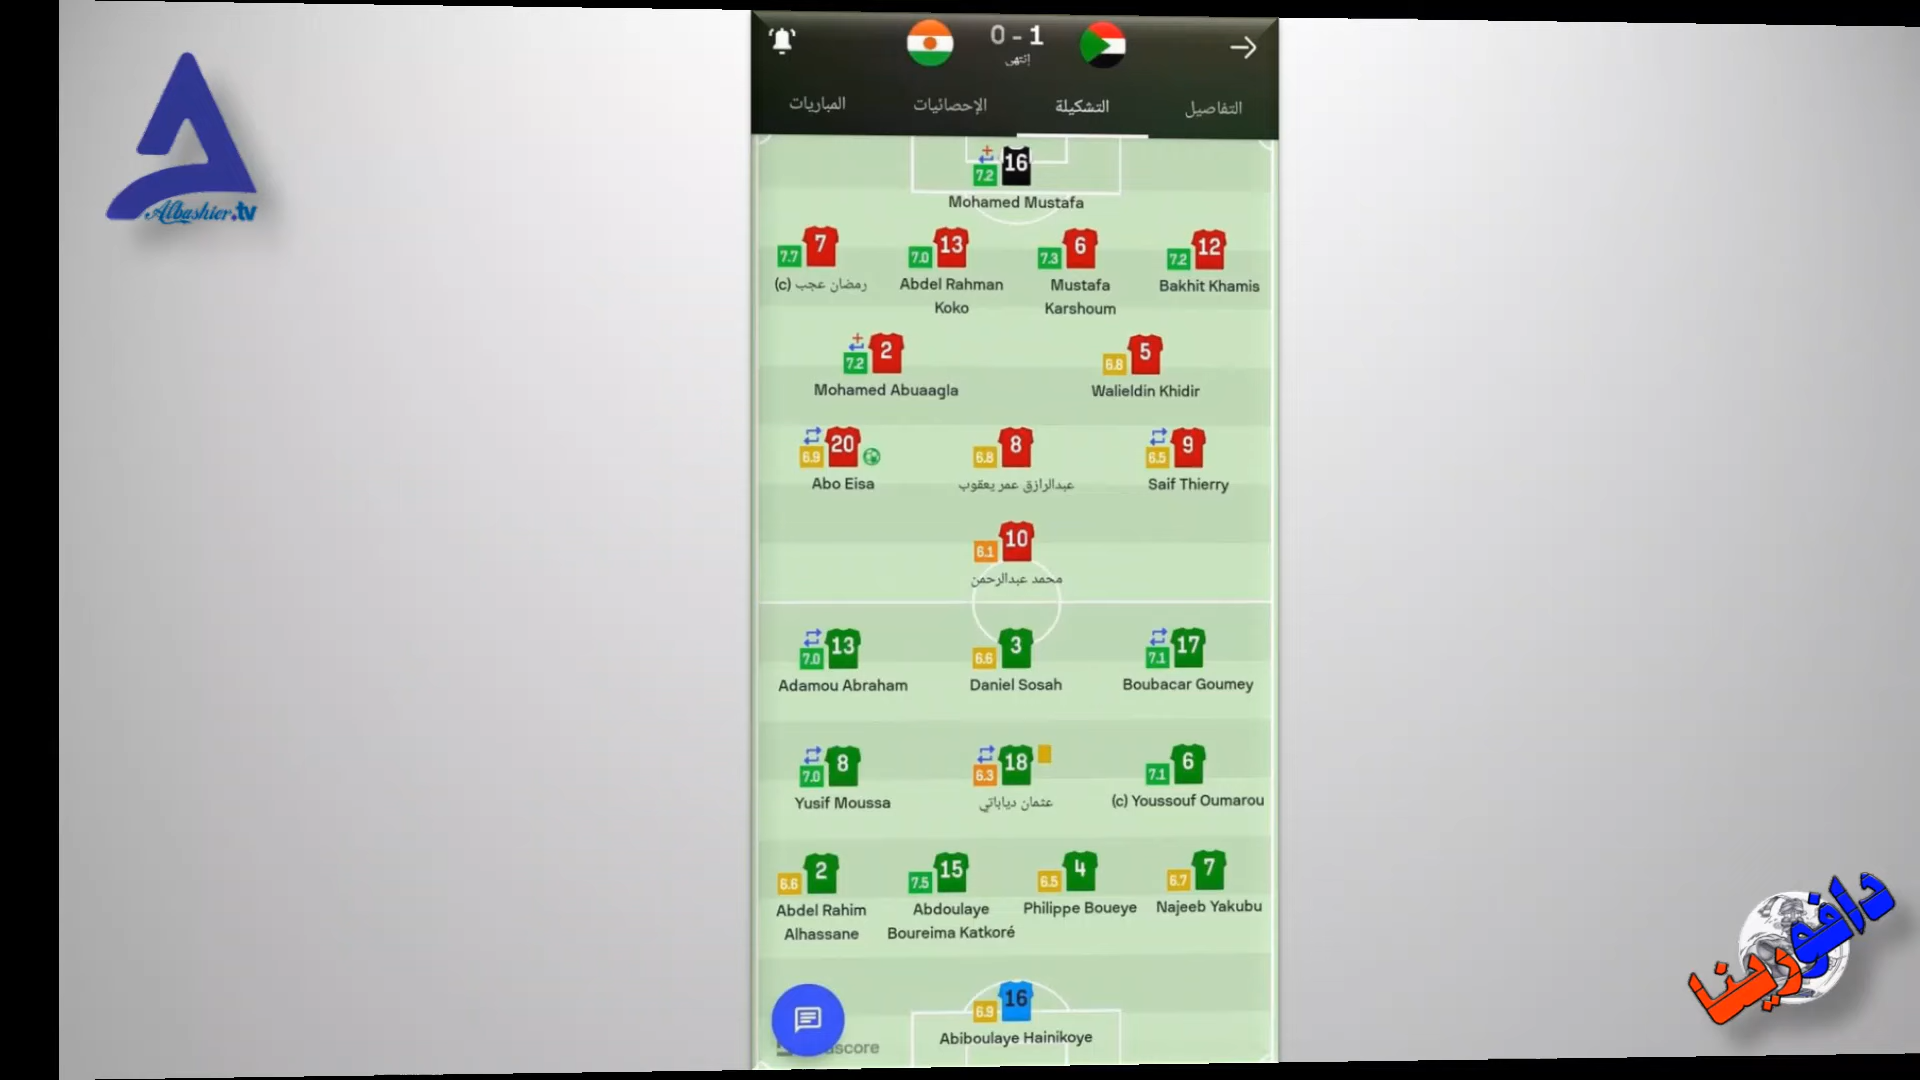 0 - 1
إنتهى
التفاصيل
التشكيلة
الإحصائيات
المباريات
Albashier.tv
16
7.2
Mohamed Mustafa
7
7.7
رمضان عجب (c)
13
7.0
Abdel Rahman
Koko
6
7.3
Mustafa
Karshoum
12
7.2
Bakhit Khamis
2
7.2
Mohamed Abuaagla
5
6.8
Walieldin Khidir
20
6.9
Abo Eisa
8
6.8
عبدالرازق عمر يعقوب
9
6.5
Saif Thierry
10
6.1
محمد عبدالرحمن
13
7.0
Adamou Abraham
3
6.6
Daniel Sosah
17
7.1
Boubacar Goumey
8
7.0
Yusif Moussa
18
6.3
عثمان دياباتي
6
7.1
(c) Youssouf Oumarou
2
6.6
Abdel Rahim
Alhassane
15
7.5
Abdoulaye
Boureima Katkoré
4
6.5
Philippe Boueye
7
6.7
Najeeb Yakubu
16
6.9
Abiboulaye Hainikoye
score
دافورينا